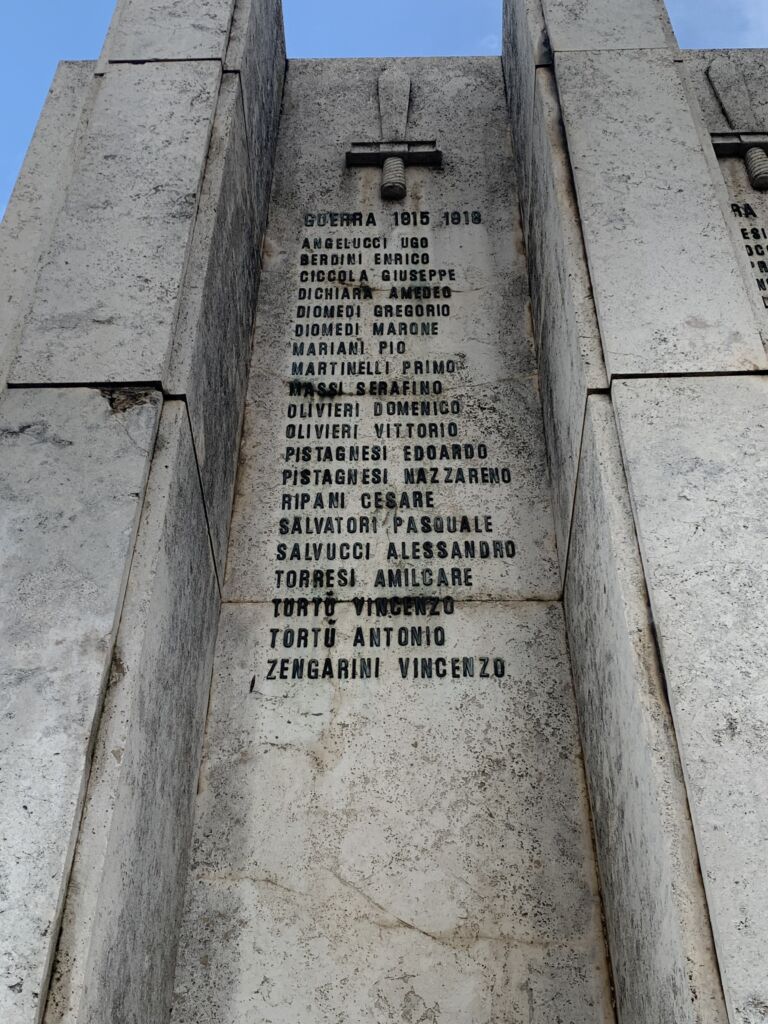 GUERRA 1915 1918
ANGELUCCI UGO
BERDINI ENRICO
CICCOLA GIUSEPPE
DICHIARA AMEDEO
DIOMEDI GREGORIO
DIOMEDI MARONE
MARIANI PIO
MARTINELLI PRIMO
MASSI SERAFINO
OLIVIERI DOMENICO
OLIVIERI VITTORIO
PISTAGNESI EDOARDO
PISTAGNESI NAZZARENO
RIPANI CESARE
SALVATORI PASQUALE
SALVUCCI ALESSANDRO
TORRESI AMILCARE
TURTÙ VINCENZO
TORTÙ ANTONIO
ZENGARINI VINCENZO